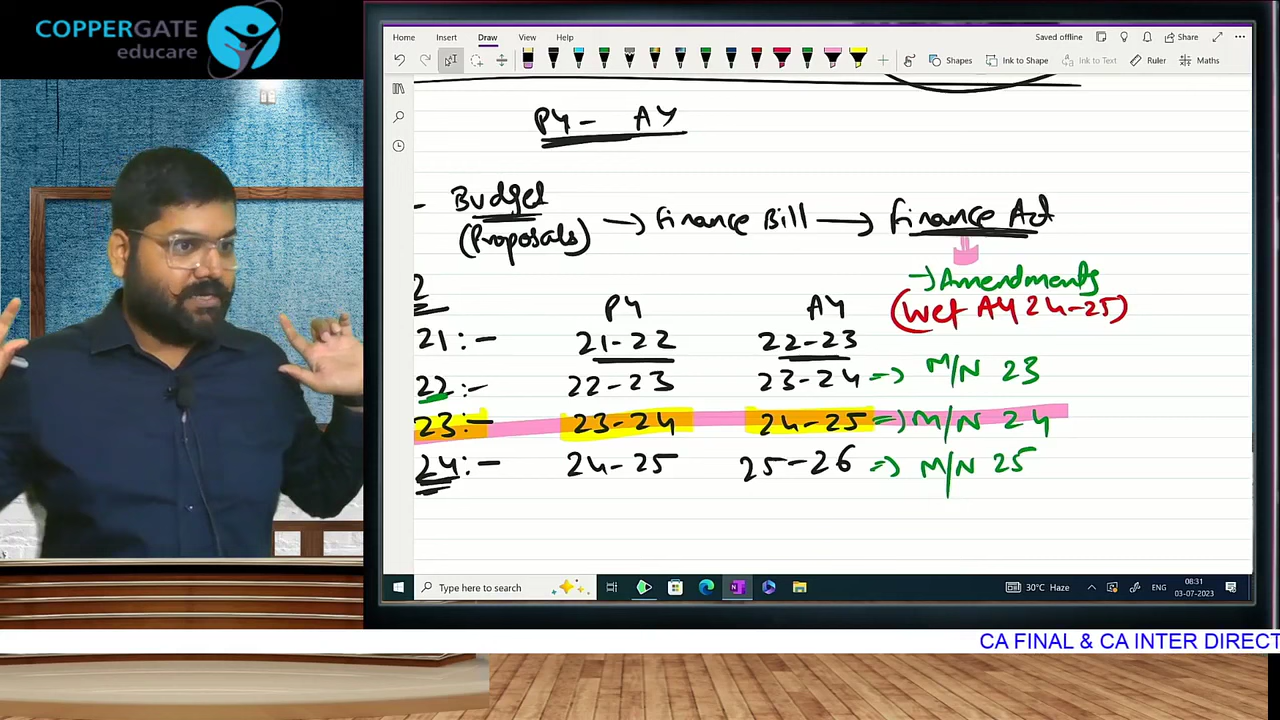 COPPERGATE
educare
Home Insert Draw View Help
Saved offline
Share
Shapes
Ink to Shape
Ink to Text
Ruler
Maths
PY - AY
- Budget
(Proposals) → Finance Bill → Finance Act
→ Amendments
(wef AY 24-25)
2 PY AY
21:- 21-22 22-23
22:- 22-23 23-24 => M/N 23
23:- 23-24 24-25 => M/N 24
24:- 24-25 25-26 => M/N 25
Type here to search
30°C Haze
ENG
08:31
03-07-2023
CA FINAL & CA INTER DIRECT